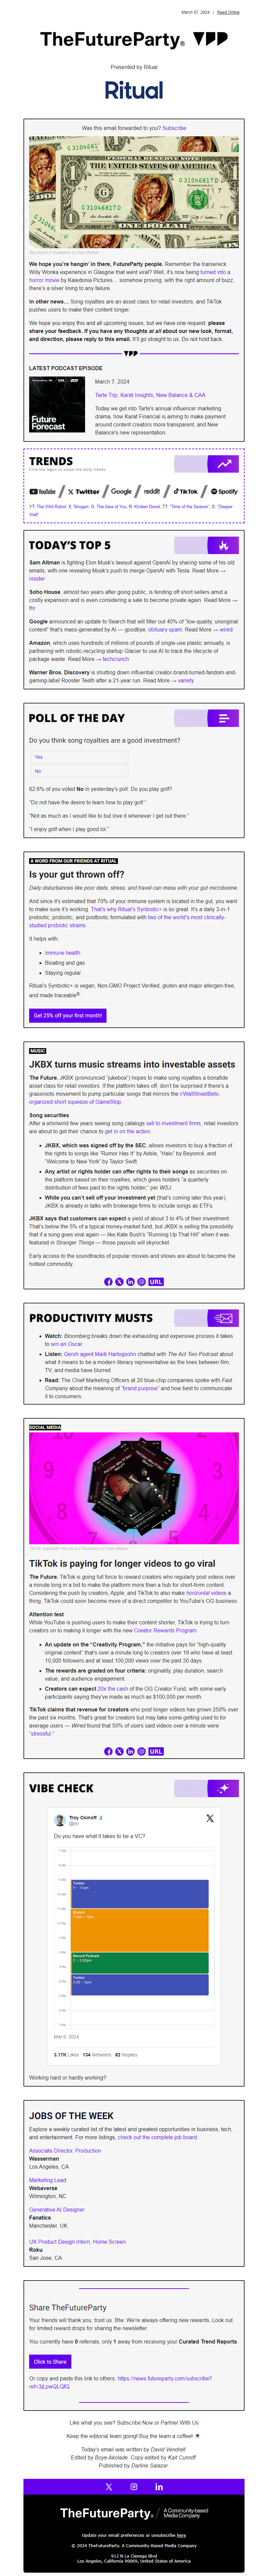 March 07, 2024 | Read Online
TheFutureParty®
Presented by Ritual
Ritual
Was this email forwarded to you? Subscribe
We hope you're hangin' in there, FutureParty people. Remember the trainwreck
Willy Wonka experience in Glasgow that went viral? Well, it's now being turned into a
horror movie by Kaledonia Pictures… somehow proving, with the right amount of buzz,
there's a silver lining to any failure.
In other news… Song royalties are all the craze for retail investors, and TikTok
pushes users to make their content longer.
We hope you enjoy this and all upcoming issues, but we have one request: please
share your feedback. If you have any thoughts at all about our new look, format,
and direction, please reply to this email. It'll go straight to us. Do not hold back.
LATEST PODCAST EPISODE
Future
Forecast
March 7, 2024
Tarte Trip, Karat Insights, New Balance & CAA
Today we get into Tarte's annual influencer marketing
drama, how Karat Financial is aiming to make payment
around content creators more transparent, and New
Balance's new representation.
TRENDS
Click the logos to scope the daily trends
YouTube / X Twitter / Google / reddit / TikTok / Spotify
YT: The Wild Robot, X: Shogun, G: The Idea of You, R: Kirsten Dunst, TT: "Time of the Season", S: "Deeper
Well"
TODAY'S TOP 5
Sam Altman is fighting Elon Musk's lawsuit against OpenAI by sharing some of his old
emails, with one revealing Musk's push to merge OpenAI with Tesla. Read More →
insider
Soho House, almost two years after going public, is fending off short sellers amid a
costly expansion and is even considering to become private again. Read More →
thr
Google announced an update to Search that will filter out 40% of "low-quality, unoriginal
content" that's mass-generated by AI — goodbye, obituary spam. Read More → wired
Amazon, which uses hundreds of millions of pounds of single-use plastic annually, is
partnering with robotic-recycling startup Glacier to use AI to track the lifecycle of
package waste. Read More → techcrunch
Warner Bros. Discovery is shutting down influential creator-brand-turned-fandom-and-
gaming-label Rooster Teeth after a 21-year run. Read More → variety
POLL OF THE DAY
Do you think song royalties are a good investment?
Yes
No
62.6% of you voted No in yesterday's poll: Do you play golf?
"Do not have the desire to learn how to play golf."
"Not as much as I would like to but love it whenever I get out there."
"I enjoy golf when I play good lol."
A WORD FROM OUR FRIENDS AT RITUAL
Is your gut thrown off?
Daily disturbances like poor diets, stress, and travel can mess with your gut microbiome.
And since it's estimated that 70% of your immune system is located in the gut, you want
to make sure it's working. That's why Ritual's Synbiotic+ is so great. It's a daily 3-in-1
prebiotic, probiotic, and postbiotic formulated with two of the world's most clinically-
studied probiotic strains.
It helps with:
Immune health
Bloating and gas
Staying regular
Ritual's Synbiotic+ is vegan, Non-GMO Project Verified, gluten and major allergen-free,
and made traceable®.
Get 25% off your first month!
MUSIC
JKBX turns music streams into investable assets
The Future. JKBX (pronounced "jukebox") hopes to make song royalties a bonafide
asset class for retail investors. If the platform takes off, don't be surprised if there's a
grassroots movement to pump popular songs that mirrors the r/WallStreetBets-
organized short squeeze of GameStop.
Song securities
After a whirlwind few years seeing song catalogs sell to investment firms, retail investors
are about to get their chance to get in on the action.
JKBX, which was signed off by the SEC, allows investors to buy a fraction of
the rights to songs like "Rumor Has It" by Adele, "Halo" by Beyoncé, and
"Welcome to New York" by Taylor Swift.
Any artist or rights holder can offer rights to their songs as securities on
the platform based on their "individual catalogs, which gives a portion of the
royalty-derived fees to the rights holder," per WSJ.
While you can't sell off your investment yet (that's coming later this year),
JKBX is already in talks with brokerage firms to include songs as ETFs.
JKBX says that customers can expect a yield of about 3 to 4% of their investment.
That's below the 5% of a typical money-market fund, but JKBX is selling the possibility
that if a song goes viral again — like Kate Bush's "Running Up That Hill" when it was
featured in Stranger Things — those payouts will skyrocket.
Early access to the soundtracks of popular movies and shows are about to become the
hottest commodity.
URL
PRODUCTIVITY MUSTS
Watch: Bloomberg breaks down the exhausting and expensive process it takes
to win an Oscar.
Listen: Gersh agent Mark Hartogsohn chatted with The Act Two Podcast about
what it means to be a modern literary representative as the lines between film,
TV, and media have blurred.
Read: The Chief Marketing Officers at 20 blue-chip companies spoke with Fast
Company about the meaning of "brand purpose" and how best to communicate
it to consumers.
SOCIAL MEDIA
TikTok is paying for longer videos to go viral
The Future. TikTok is going full force to reward creators who regularly post videos over
a minute long in a bid to make the platform more than a hub for short-form content.
Considering the push by creators, Apple, and TikTok to also make horizontal videos a
thing, TikTok could soon become more of a direct competitor to YouTube's OG business.
Attention test
While YouTube is pushing users to make their content shorter, TikTok is trying to turn
creators on to making it longer with the new Creator Rewards Program.
An update on the "Creativity Program," the initiative pays for "high-quality
original content" that's over a minute long to creators over 18 who have at least
10,000 followers and at least 100,000 views over the past 30 days.
The rewards are graded on four criteria: originality, play duration, search
value, and audience engagement.
Creators can expect 20x the cash of the OG Creator Fund, with some early
participants saying they've made as much as $100,000 per month.
TikTok claims that revenue for creators who post longer videos has grown 250% over
the past six months. That's great for creators but may take some getting used to for
average users — Wired found that 50% of users said content over a minute were
"stressful."
URL
VIBE CHECK
Troy Osinoff
@yo
Do you have what it takes to be a VC?
Twitter
9 – 11am
Brunch
11am – 2pm
Record Podcast
2 – 3:30pm
Twitter
3:30 – 5pm
Mar 6, 2024
3.17K Likes 134 Retweets 82 Replies
Working hard or hardly working?
JOBS OF THE WEEK
Explore a weekly curated list of the latest and greatest opportunities in business, tech,
and entertainment. For more listings, check out the complete job board.
Associate Director, Production
Wasserman
Los Angeles, CA
Marketing Lead
Webaverse
Wilmington, NC
Generative AI Designer
Fanatics
Manchester, UK
UX Product Design Intern, Home Screen
Roku
San Jose, CA
Share TheFutureParty
Your friends will thank you, trust us. Btw: We're always offering new rewards. Look out
for limited reward drops for sharing the newsletter.
You currently have 0 referrals, only 1 away from receiving your Curated Trend Reports.
Click to Share
Or copy and paste this link to others: https://news.futureparty.com/subscribe?
Like what you see? Subscribe Now or Partner With Us
Keep the editorial team going! Buy the team a coffee!
Today's email was written by David Vendrell.
Edited by Boye Akolade. Copy edited by Kait Cunniff.
Published by Darline Salazar.
TheFutureParty® / A Community-based
Media Company
Update your email preferences or unsubscribe here
© 2024 TheFutureParty. A Community-Based Media Company
912 N La Cienega Blvd
Los Angeles, California 90069, United States of America